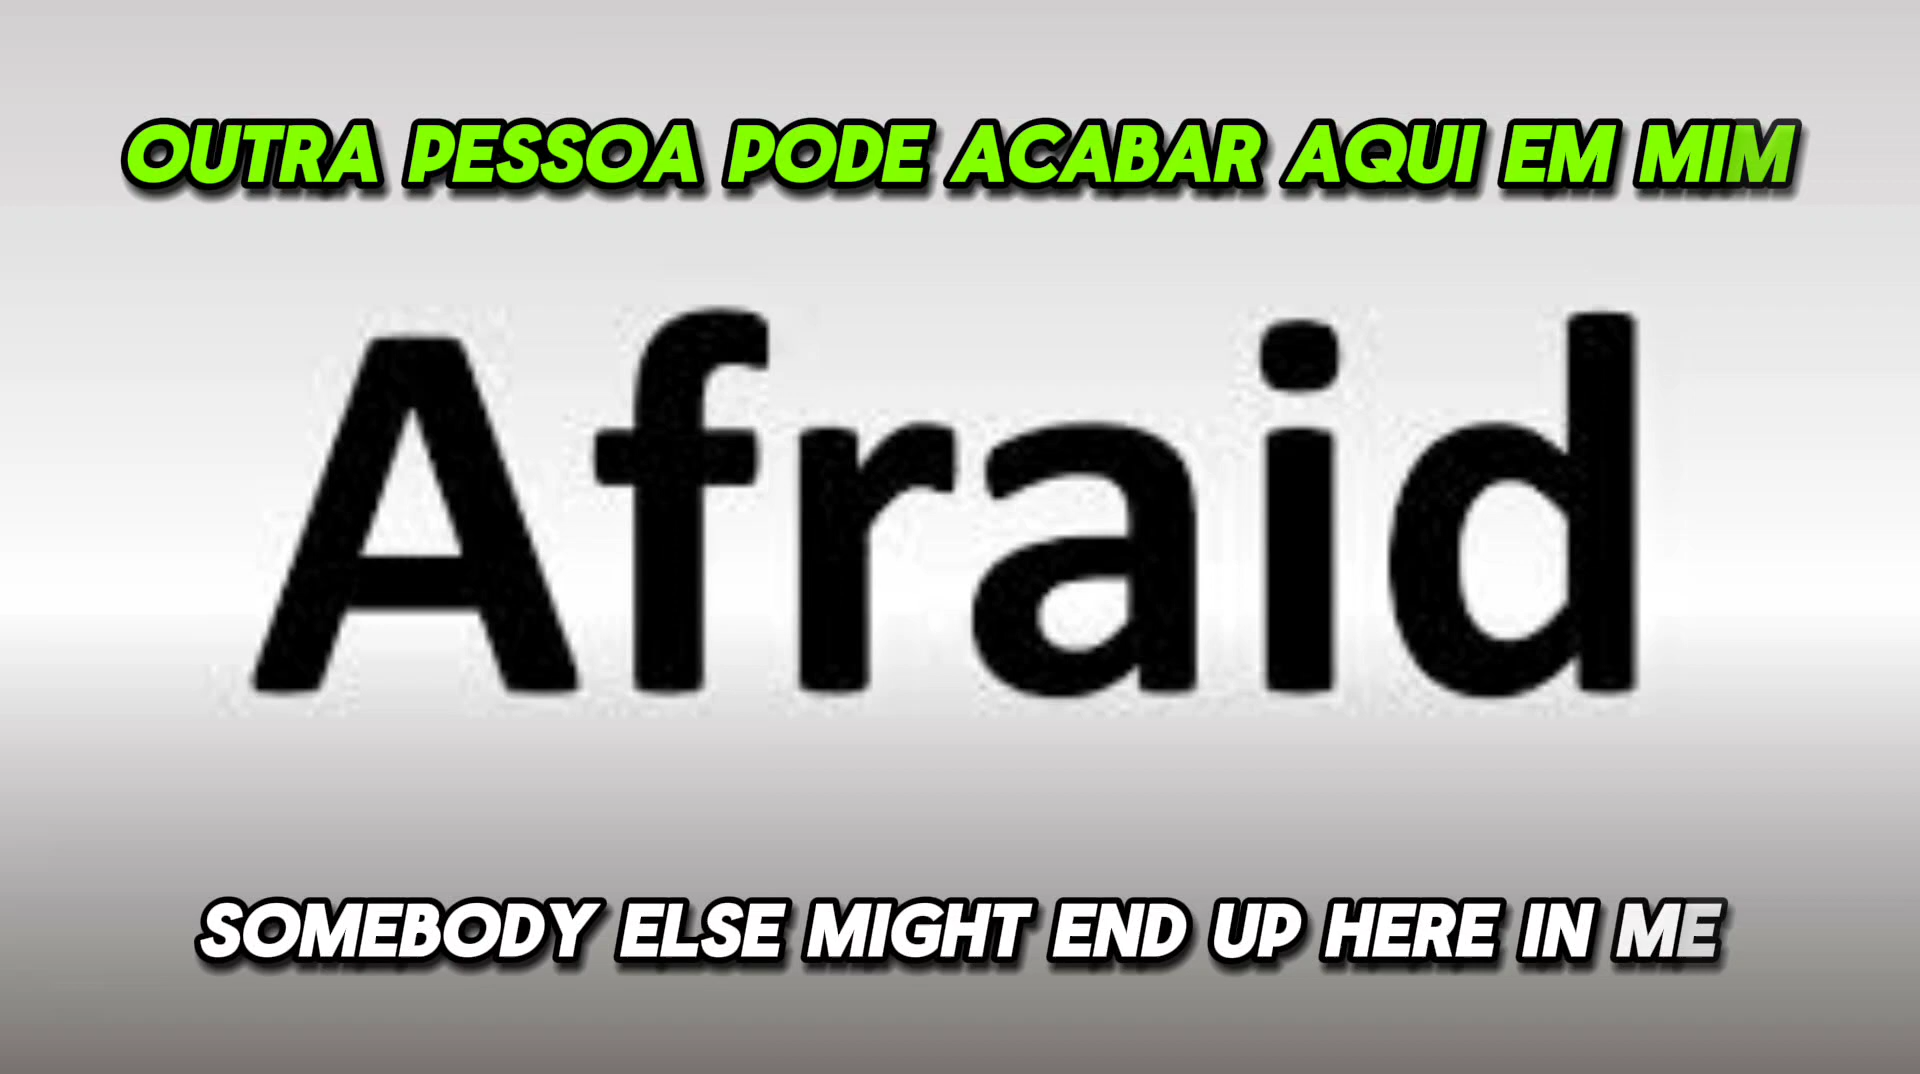 OUTRA PESSOA PODE ACABAR AQUI EM MIM
Afraid
SOMEBODY ELSE MIGHT END UP HERE IN ME